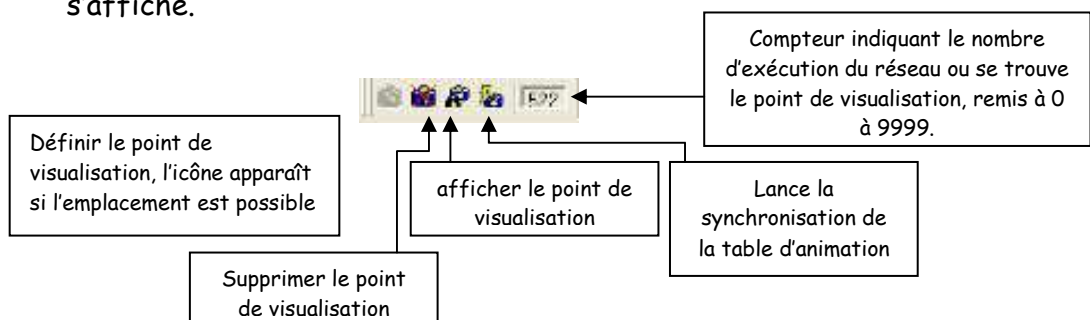 s'affiche.
Compteur indiquant le nombre
d'exécution du réseau ou se trouve
le point de visualisation, remis à 0
à 9999.
Définir le point de
visualisation, l'icône apparaît
si l'emplacement est possible
afficher le point de
visualisation
Lance la
synchronisation de
la table d'animation
Supprimer le point
de visualisation